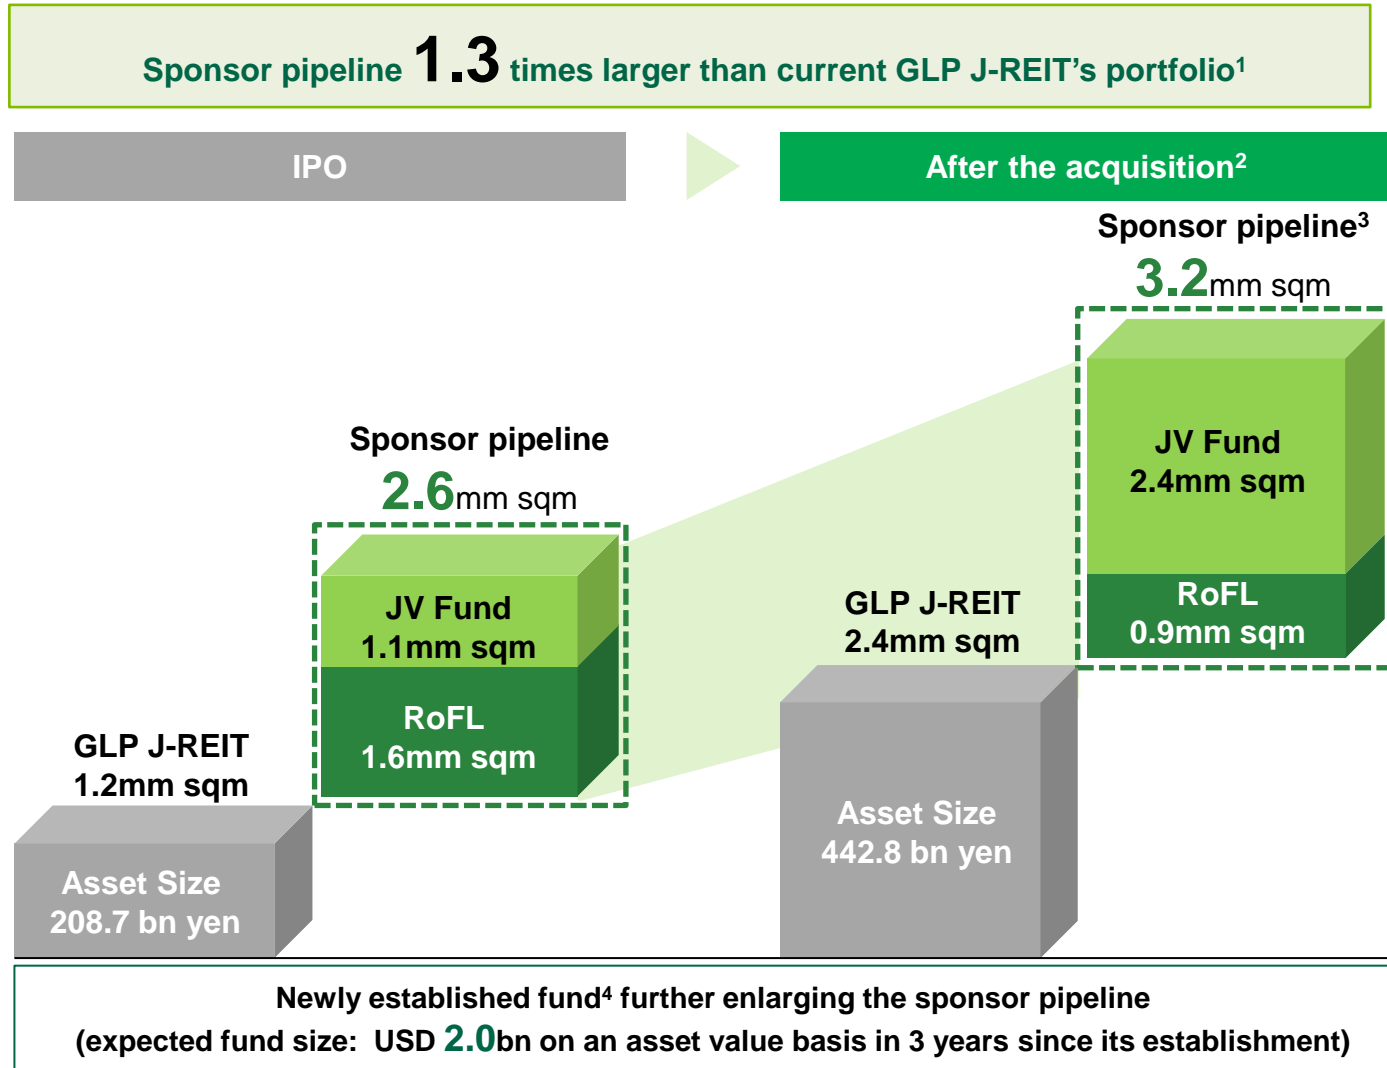 Sponsor pipeline 1.3 times larger than current GLP J-REIT’s portfolio¹
IPO
After the acquisition²
Sponsor pipeline
2.6mm sqm
JV Fund
1.1mm sqm
RoFL
1.6mm sqm
GLP J-REIT
1.2mm sqm
Asset Size
208.7 bn yen
Sponsor pipeline³
3.2mm sqm
JV Fund
2.4mm sqm
RoFL
0.9mm sqm
GLP J-REIT
2.4mm sqm
Asset Size
442.8 bn yen
Newly established fund⁴ further enlarging the sponsor pipeline
(expected fund size: USD 2.0bn on an asset value basis in 3 years since its establishment)